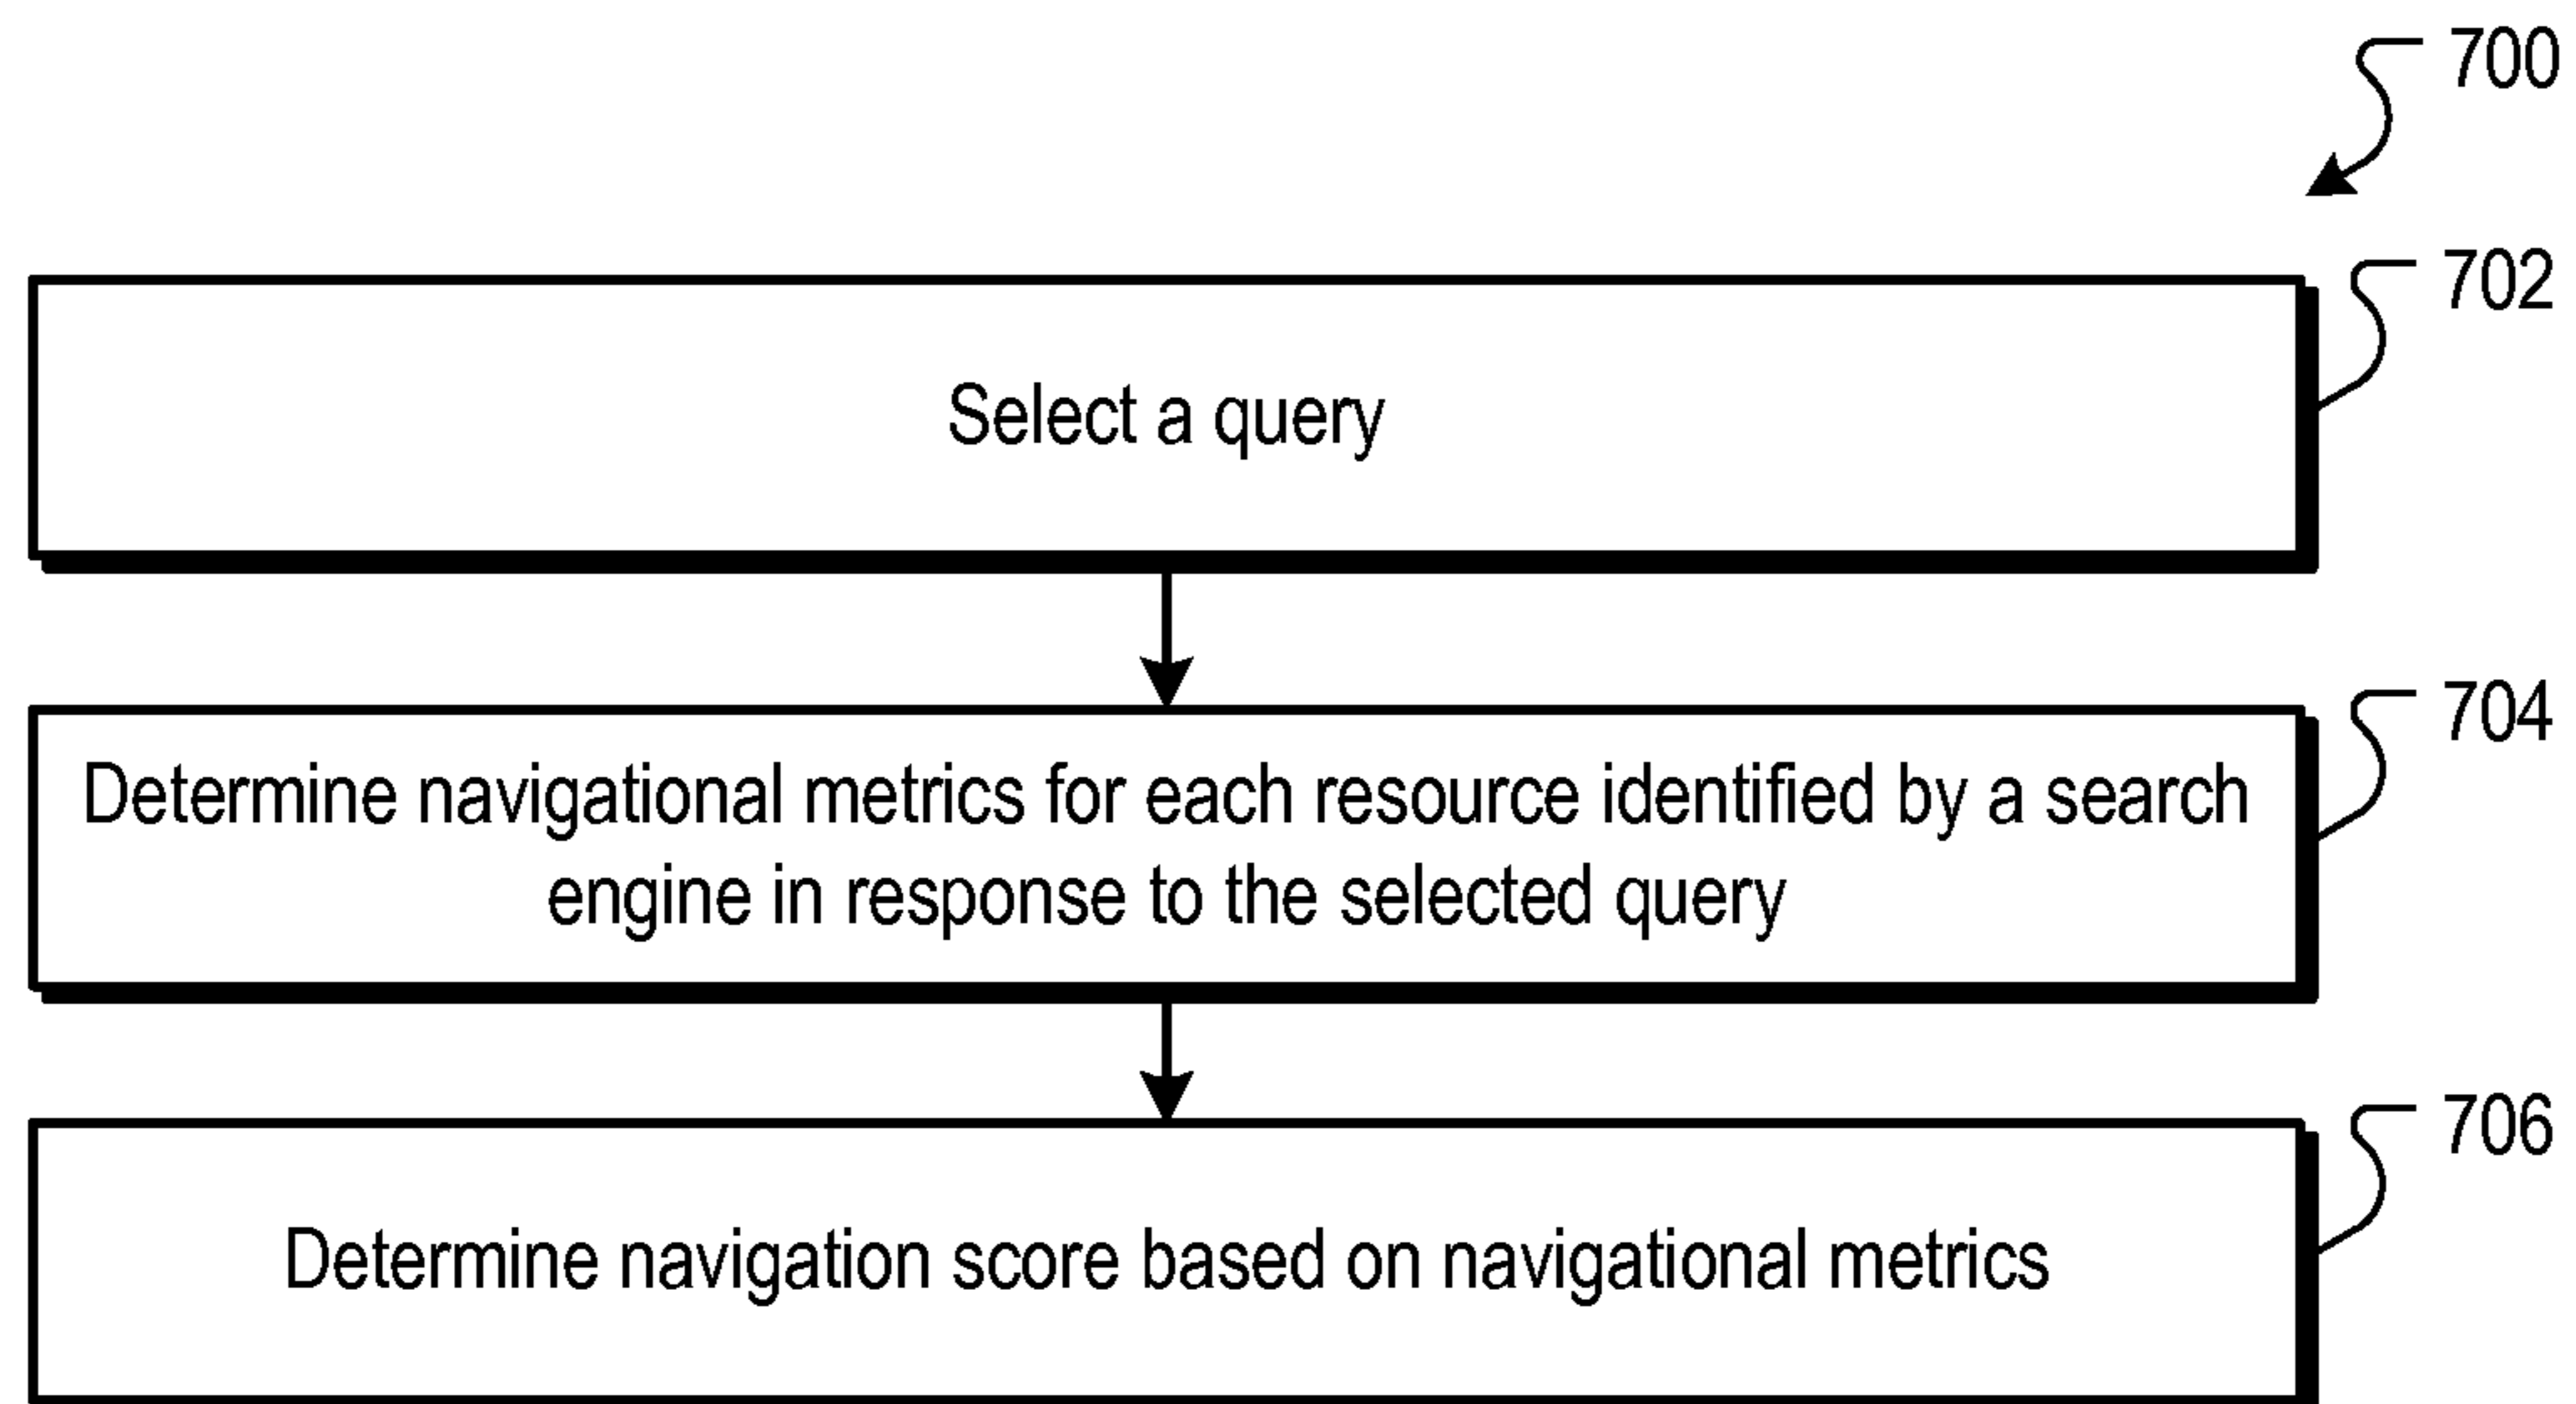 700
702
Select a query
704
Determine navigational metrics for each resource identified by a search
engine in response to the selected query
706
Determine navigation score based on navigational metrics